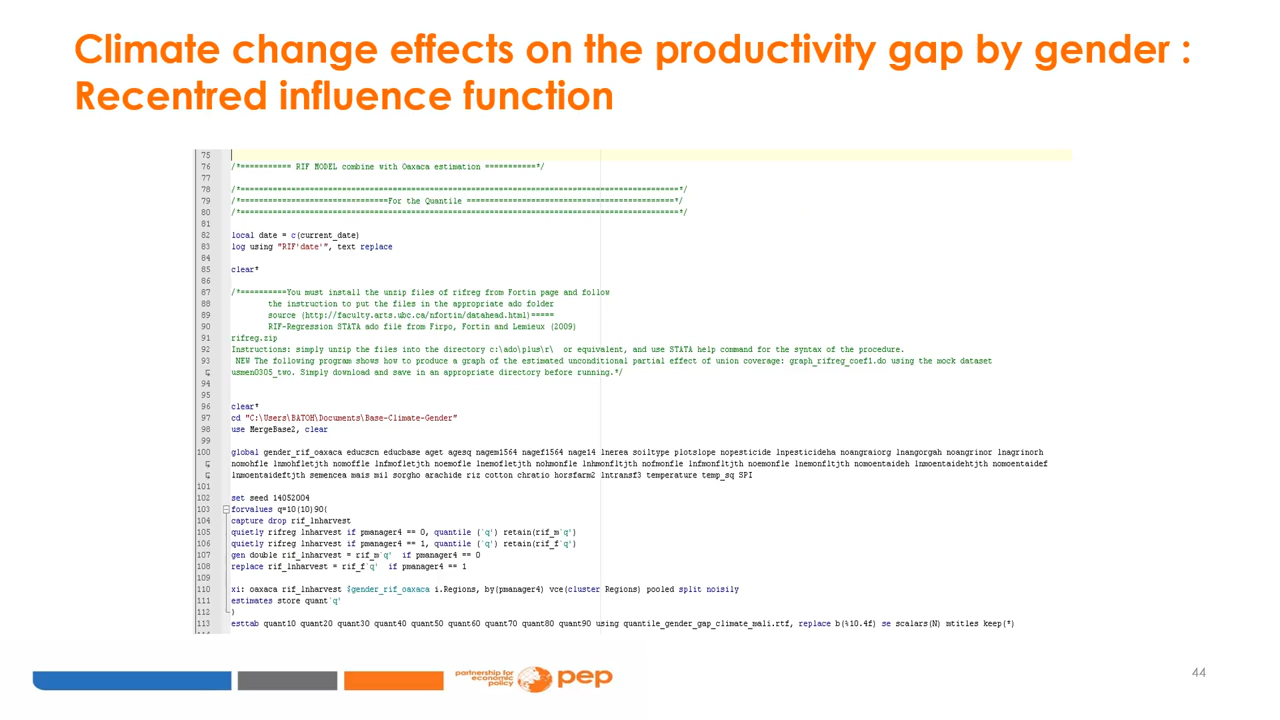 Climate change effects on the productivity gap by gender :
Recentred influence function
75
76 /*=========== RIF MODEL combine with Oaxaca estimation ===========*/
77
78 /*===============================================================================================*/
79 /*================================For the Quantile =============================================*/
80 /*===============================================================================================*/
81
82 local date = c(current_date)
83 log using "RIF`date'", text replace
84
85 clear*
86
87 /*==========You must install the unzip files of rifreg from Fortin page and follow
88 the instruction to put the files in the appropriate ado folder
89 source (http://faculty.arts.ubc.ca/nfortin/datahead.html)=====
90 RIF-Regression STATA ado file from Firpo, Fortin and Lemieux (2009)
91 rifreg.zip
92 Instructions: simply unzip the files into the directory c:\ado\plus\r\ or equivalent, and use STATA help command for the syntax of the procedure.
93 NEW The following program shows how to produce a graph of the estimated unconditional partial effect of union coverage: graph_rifreg_coef1.do using the mock dataset
usmen0305_two. Simply download and save in an appropriate directory before running.*/
94
95
96 clear*
97 cd "C:\Users\BATOH\Documents\Base-Climate-Gender"
98 use MergeBase2, clear
99
100 global gender_rif_oaxaca educscn educbase aget agesq nagem1564 nagef1564 nage14 lnerea soiltype plotslope nopesticide lnpesticideha noangraiorg lnangorgah noangrinor lnagrinorh
nomohfle lnmohfletjth nomoffle lnfmofletjth noemofle lnemofletjth nohmonfle lnhmonfltjth nofmonfle lnfmonfltjth noemonfle lnemonfltjth nomoentaideh lnmoentaidehtjth nomoentaidef
lnmoentaideftjth semencea mais mil sorgho arachide riz cotton chratio horsfarm2 lntransf3 temperature temp_sq SPI
101
102 set seed 14052004
103 forvalues q=10(10)90{
104 capture drop rif_lnharvest
105 quietly rifreg lnharvest if pmanager4 == 0, quantile (`q') retain(rif_m`q')
106 quietly rifreg lnharvest if pmanager4 == 1, quantile (`q') retain(rif_f`q')
107 gen double rif_lnharvest = rif_m`q' if pmanager4 == 0
108 replace rif_lnharvest = rif_f`q' if pmanager4 == 1
109
110 xi: oaxaca rif_lnharvest $gender_rif_oaxaca i.Regions, by(pmanager4) vce(cluster Regions) pooled split noisily
111 estimates store quant`q'
112 }
113 esttab quant10 quant20 quant30 quant40 quant50 quant60 quant70 quant80 quant90 using quantile_gender_gap_climate_mali.rtf, replace b(%10.4f) se scalars(N) mtitles keep(*)
partnership for
economic
policy
pep
44